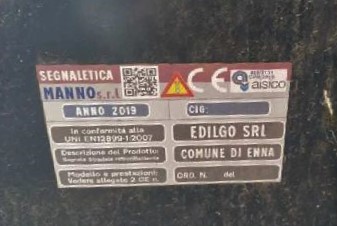 SEGNALETICA
MANNO s.r.l
CE
aisico
ANNO 2019
CIG:
In conformità alla
UNI EN12899-1:2007
EDILGO SRL
Descrizione del Prodotto:
Segnale Stradale retroriflettente
COMUNE DI ENNA
Modello e prestazioni:
Vedere allegato 2 CE n.
ORD. N. del